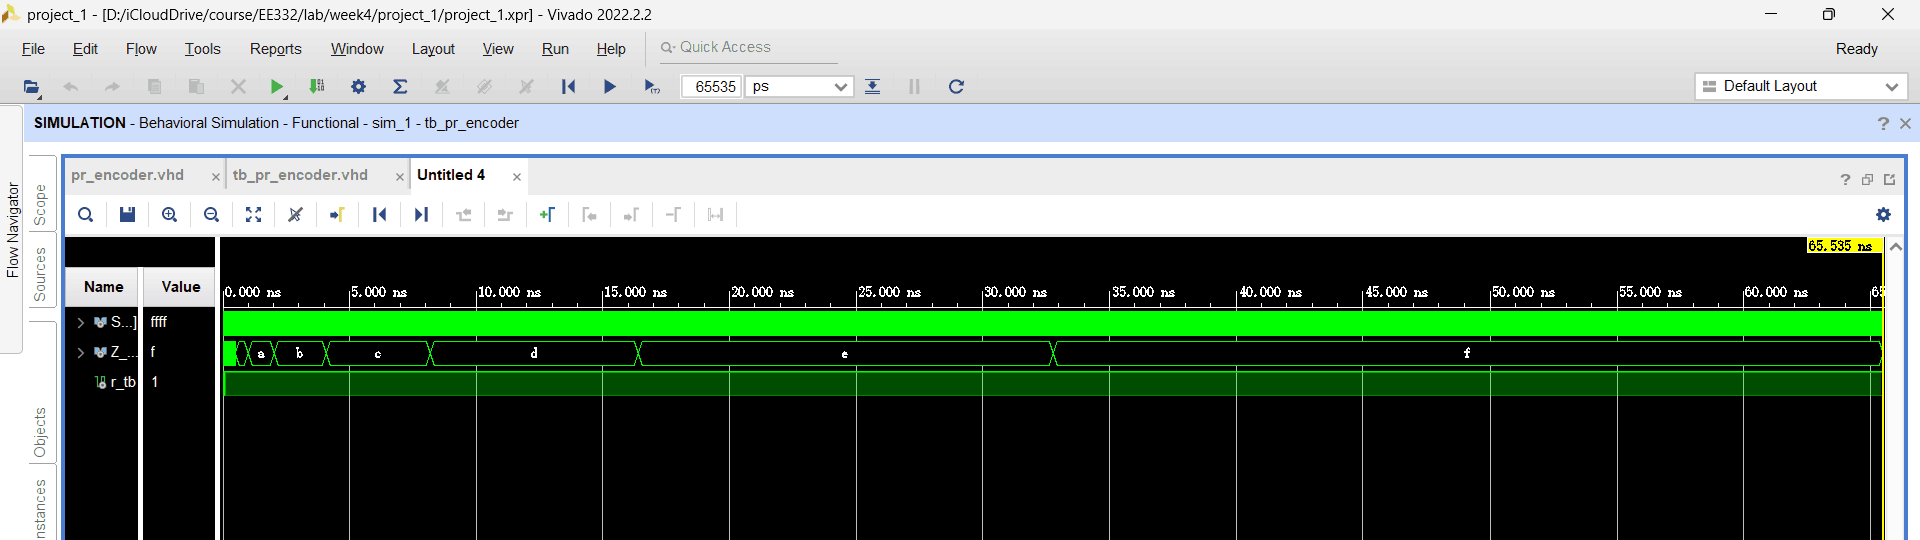 project_1 - [D:/iCloudDrive/course/EE332/lab/week4/project_1/project_1.xpr] - Vivado 2022.2.2
File Edit Flow Tools Reports Window Layout View Run Help Quick Access Ready
65535 ps Default Layout
SIMULATION - Behavioral Simulation - Functional - sim_1 - tb_pr_encoder
Flow Navigator
Scope
Sources
Objects
nstances
pr_encoder.vhd tb_pr_encoder.vhd Untitled 4
65.535 ns
Name Value
0.000 ns 5.000 ns 10.000 ns 15.000 ns 20.000 ns 25.000 ns 30.000 ns 35.000 ns 40.000 ns 45.000 ns 50.000 ns 55.000 ns 60.000 ns 65
S...] ffff
Z_... f a b c d e f
r_tb 1